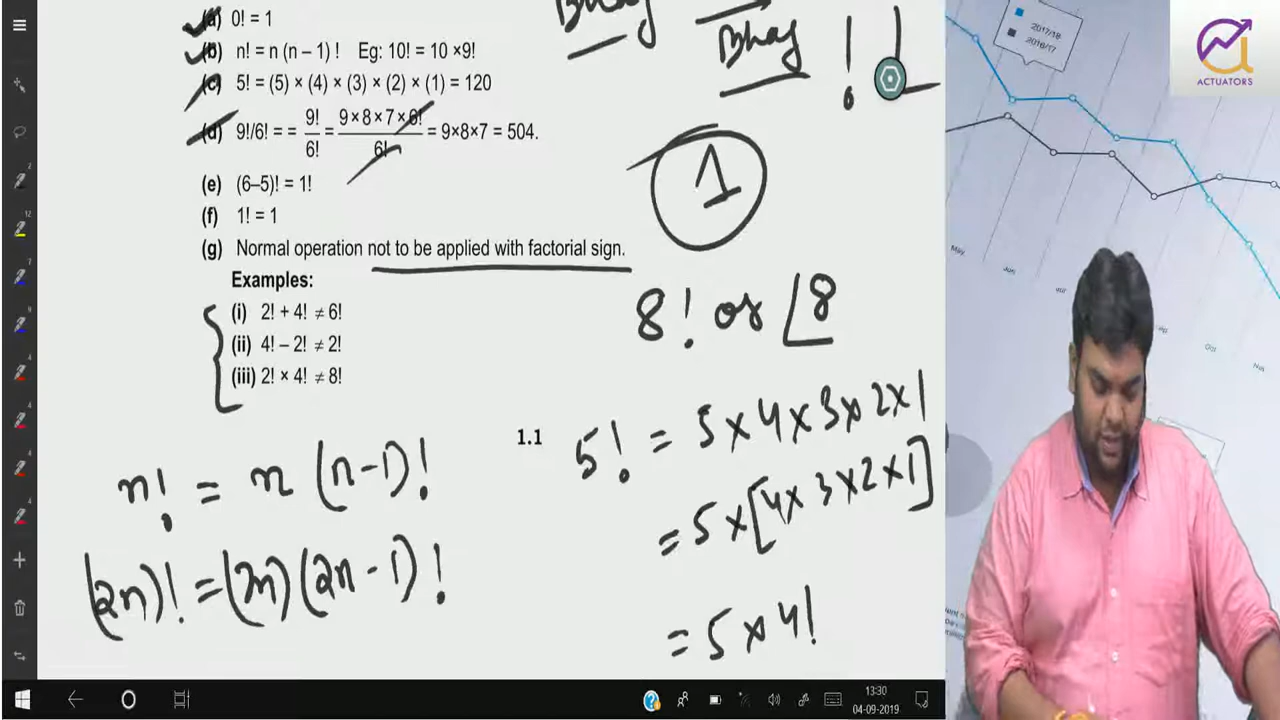 (a) 0! = 1
(b) n! = n (n – 1) ! Eg: 10! = 10 ×9!
(c) 5! = (5) × (4) × (3) × (2) × (1) = 120
(d) 9!/6! = = 9!/6! = 9×8×7×6!/6! = 9×8×7 = 504.
(e) (6–5)! = 1!
(f) 1! = 1
(g) Normal operation not to be applied with factorial sign.
Examples:
(i) 2! + 4! ≠ 6!
(ii) 4! – 2! ≠ 2!
(iii) 2! × 4! ≠ 8!
1.1
n! = n (n-1)!
(2n)! = (2n)(2n-1)!
Bhag
!
1
8! or |8
5! = 5×4×3×2×1
= 5×[4×3×2×1]
= 5×4!
2017/18
2016/17
May
Jun
Oct
Nov
ACTUATORS
13:30
04-09-2019